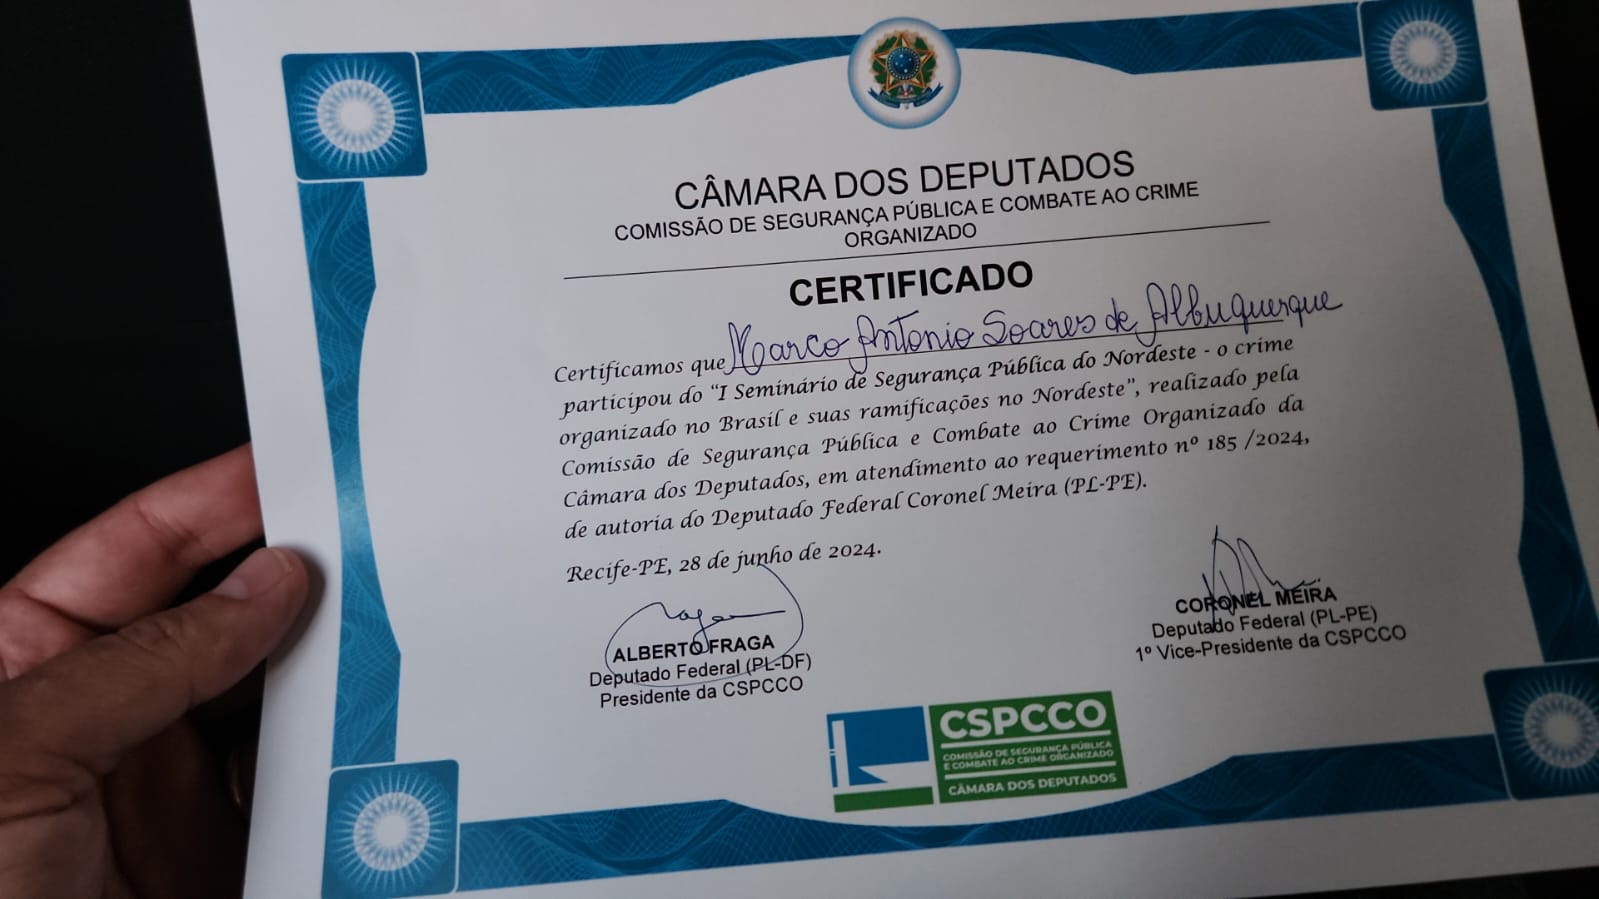 CÂMARA DOS DEPUTADOS
COMISSÃO DE SEGURANÇA PÚBLICA E COMBATE AO CRIME
ORGANIZADO
CERTIFICADO
Certificamos que Marco Antonio Soares de Albuquerque
participou do “I Seminário de Segurança Pública do Nordeste - o crime
organizado no Brasil e suas ramificações no Nordeste”, realizado pela
Comissão de Segurança Pública e Combate ao Crime Organizado da
Câmara dos Deputados, em atendimento ao requerimento nº 185 /2024,
de autoria do Deputado Federal Coronel Meira (PL-PE).
Recife-PE, 28 de junho de 2024.
ALBERTO FRAGA
Deputado Federal (PL-DF)
Presidente da CSPCCO
CORONEL MEIRA
Deputado Federal (PL-PE)
1º Vice-Presidente da CSPCCO
CSPCCO
COMISSÃO DE SEGURANÇA PÚBLICA
E COMBATE AO CRIME ORGANIZADO
CÂMARA DOS DEPUTADOS